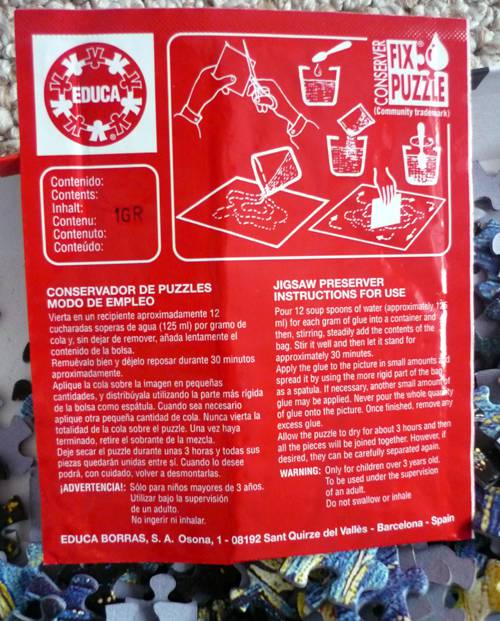 EDUCA
CONSERVER
FIX
PUZZLE
(Community trademark)
Contenido:
Contents:
Inhalt:
Contenu:
Contenuto:
Conteúdo:
1GR
CONSERVADOR DE PUZZLES
MODO DE EMPLEO
Vierta en un recipiente aproximadamente 12
cucharadas soperas de agua (125 ml) por gramo de
cola y, sin dejar de remover, añada lentamente el
contenido de la bolsa.
Remuévalo bien y déjelo reposar durante 30 minutos
aproximadamente.
Aplique la cola sobre la imagen en pequeñas
cantidades, y distribúyala utilizando la parte más rígida
de la bolsa como espátula. Cuando sea necesario
aplique otra pequeña cantidad de cola. Nunca vierta la
totalidad de la cola sobre el puzzle. Una vez haya
terminado, retire el sobrante de la mezcla.
Deje secar el puzzle durante unas 3 horas y todas sus
piezas quedarán unidas entre sí. Cuando lo desee
podrá, con cuidado, volver a desmontarlas.
¡ADVERTENCIA!: Sólo para niños mayores de 3 años.
Utilizar bajo la supervisión
de un adulto.
No ingerir ni inhalar.
JIGSAW PRESERVER
INSTRUCTIONS FOR USE
Pour 12 soup spoons of water (approximately 125
ml) for each gram of glue into a container and
then, stirring, steadily add the contents of the
bag. Stir it well and then let it stand for
approximately 30 minutes.
Apply the glue to the picture in small amounts and
spread it by using the more rigid part of the bag
as a spatula. If necessary, another small amount of
glue may be applied. Never pour the whole quantity
of glue onto the picture. Once finished, remove any
excess glue.
Allow the puzzle to dry for about 3 hours and then
all the pieces will be joined together. However, if
desired, they can be carefully separated again.
WARNING: Only for children over 3 years old.
To be used under the supervision
of an adult.
Do not swallow or inhale
EDUCA BORRAS, S. A. Osona, 1 - 08192 Sant Quirze del Vallès - Barcelona - Spain